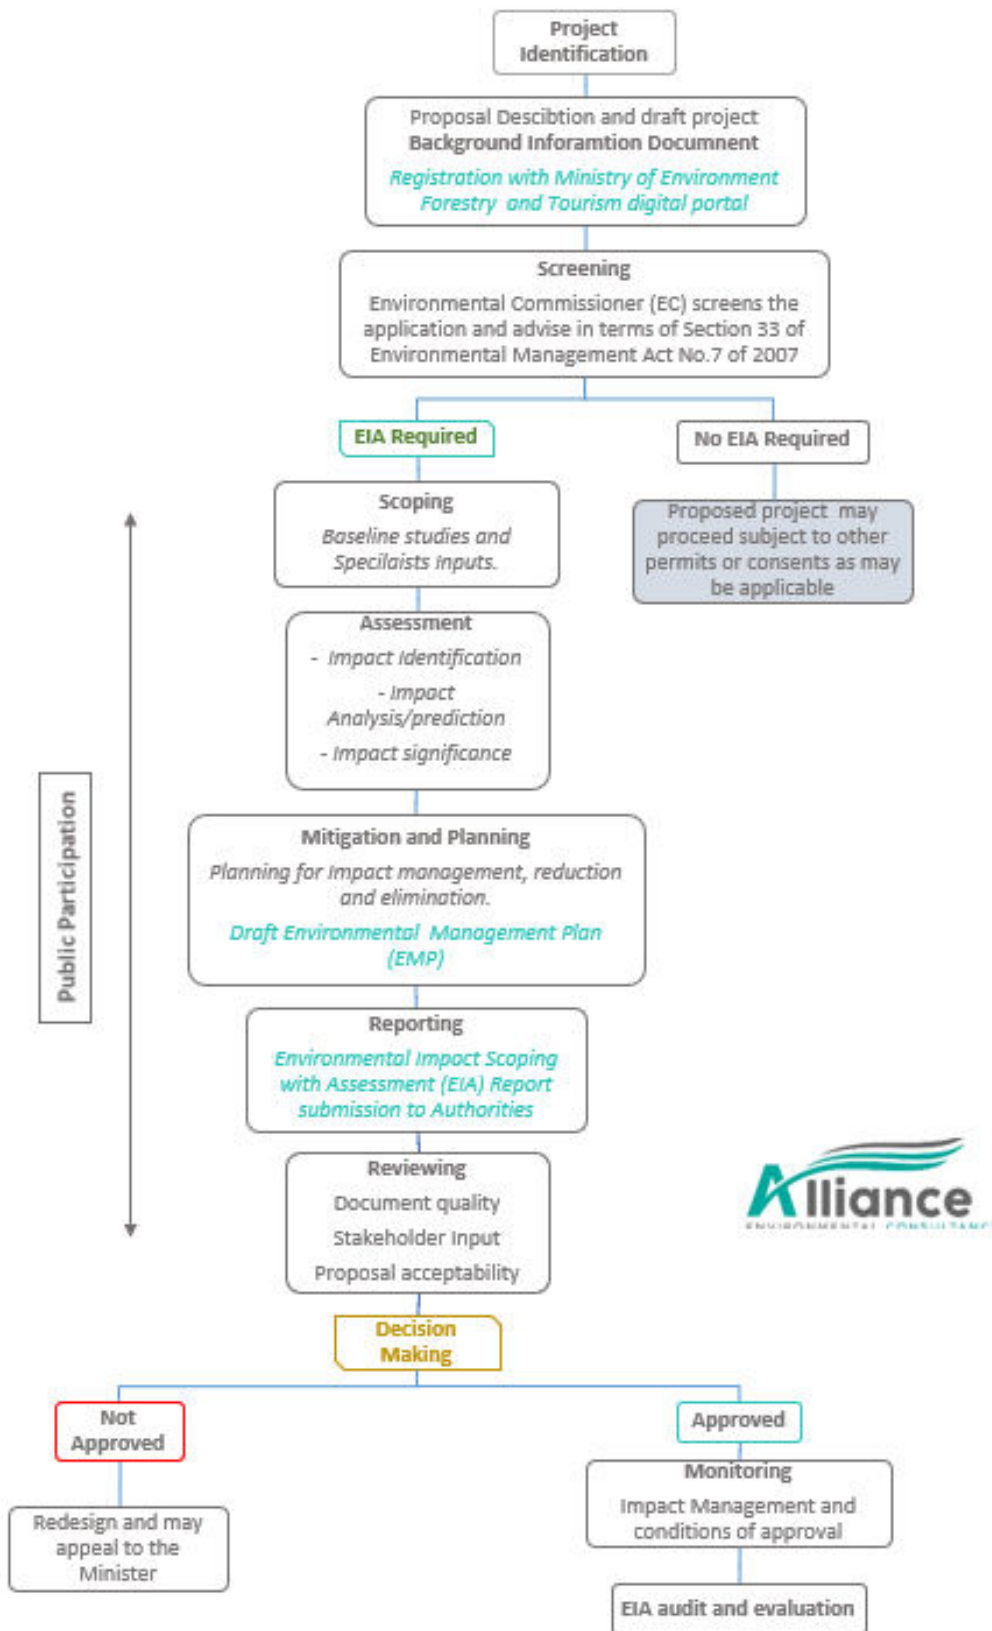 Project
Identification
Proposal Descibtion and draft project
Background Inforamtion Documnent
Registration with Ministry of Environment
Forestry and Tourism digital portal
Screening
Environmental Commissioner (EC) screens the
application and advise in terms of Section 33 of
Environmental Management Act No.7 of 2007
EIA Required
No EIA Required
Scoping
Baseline studies and
Specilaists inputs.
Proposed project may
proceed subject to other
permits or consents as may
be applicable
Assessment
- Impact Identification
- Impact
Analysis/prediction
- Impact significance
Public Participation
Mitigation and Planning
Planning for Impact management, reduction
and elimination.
Draft Environmental Management Plan
(EMP)
Reporting
Environmental Impact Scoping
with Assessment (EIA) Report
submission to Authorities
Reviewing
Document quality
Stakeholder Input
Proposal acceptability
Alliance
ENVIRONMENTAL CONSULTANC
Decision
Making
Not
Approved
Approved
Redesign and may
appeal to the
Minister
Monitoring
Impact Management and
conditions of approval
EIA audit and evaluation